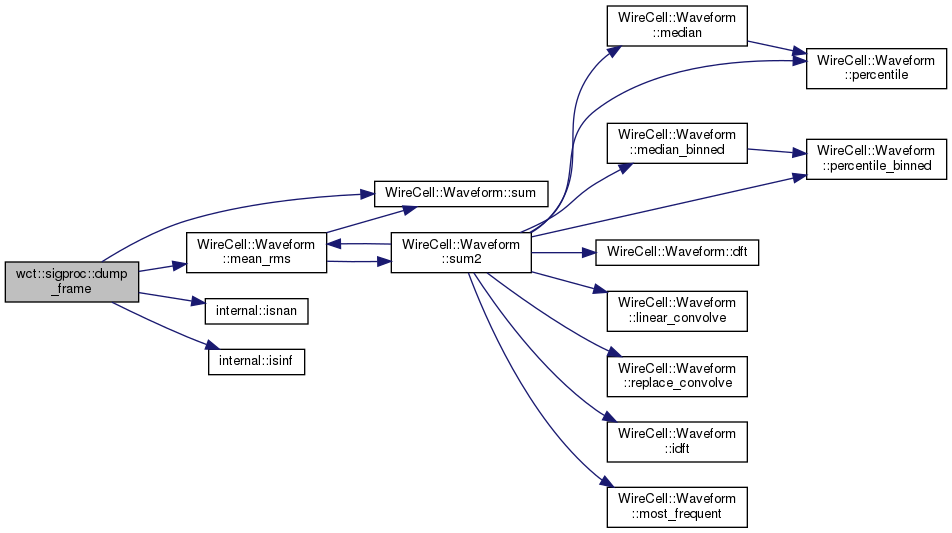 wct::sigproc::dump
_frame
WireCell::Waveform::sum
WireCell::Waveform
::mean_rms
internal::isnan
internal::isinf
WireCell::Waveform
::sum2
WireCell::Waveform
::median
WireCell::Waveform
::percentile
WireCell::Waveform
::median_binned
WireCell::Waveform
::percentile_binned
WireCell::Waveform::dft
WireCell::Waveform
::linear_convolve
WireCell::Waveform
::replace_convolve
WireCell::Waveform
::idft
WireCell::Waveform
::most_frequent